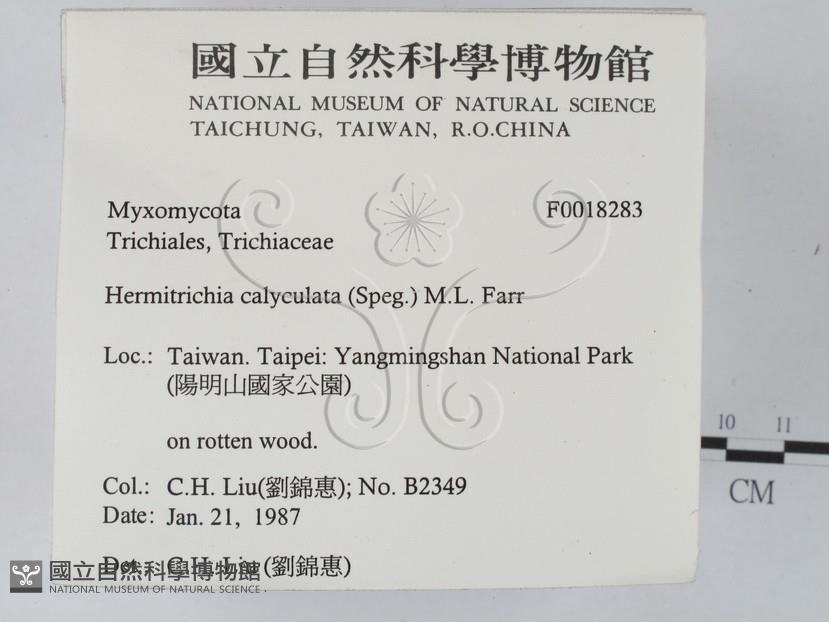 國立自然科學博物館
NATIONAL MUSEUM OF NATURAL SCIENCE
TAICHUNG, TAIWAN, R.O.CHINA
Myxomycota F0018283
Trichiales, Trichiaceae
Hermitrichia calyculata (Speg.) M.L. Farr
Loc.: Taiwan. Taipei: Yangmingshan National Park
(陽明山國家公園)
on rotten wood.
Col.: C.H. Liu(劉錦惠); No. B2349
Date: Jan. 21, 1987
Det.: C.H. Liu (劉錦惠)
國立自然科學博物館
NATIONAL MUSEUM OF NATURAL SCIENCE
10 11
CM